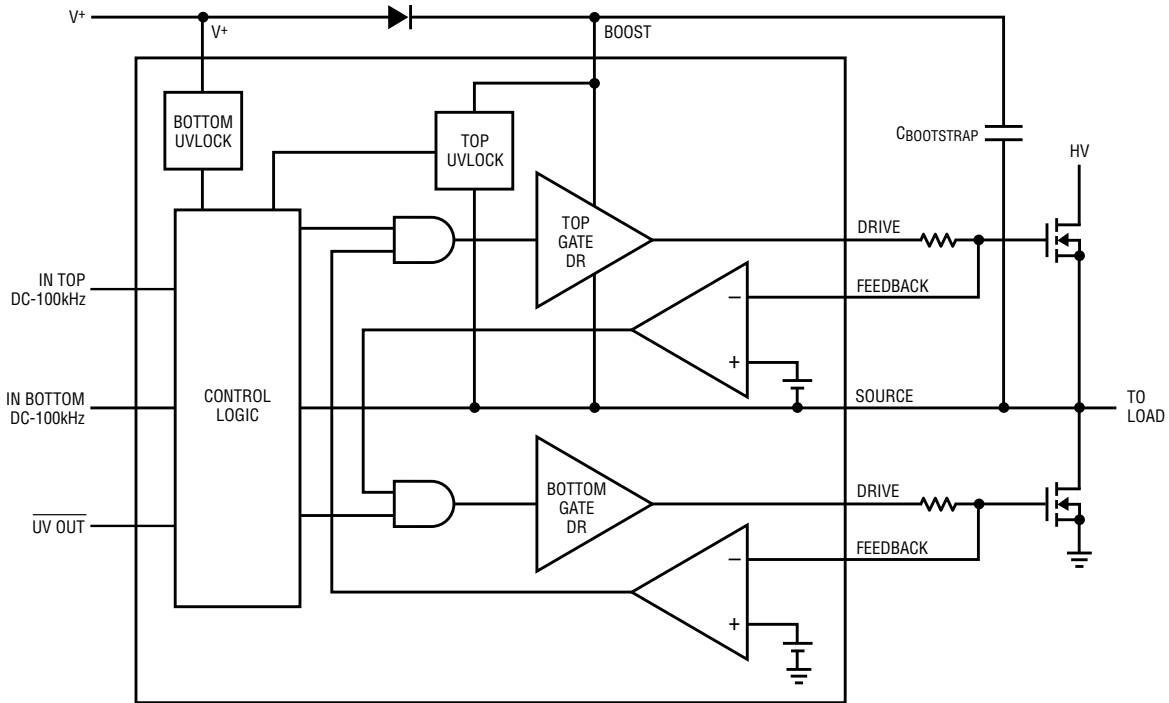 V+
V+
BOOST
BOTTOM
UVLOCK
TOP
UVLOCK
CBOOTSTRAP
HV
TOP
GATE
DR
DRIVE
FEEDBACK
–
+
IN TOP
DC-100kHz
IN BOTTOM
DC-100kHz
CONTROL
LOGIC
SOURCE
TO
LOAD
BOTTOM
GATE
DR
DRIVE
UV OUT
FEEDBACK
–
+